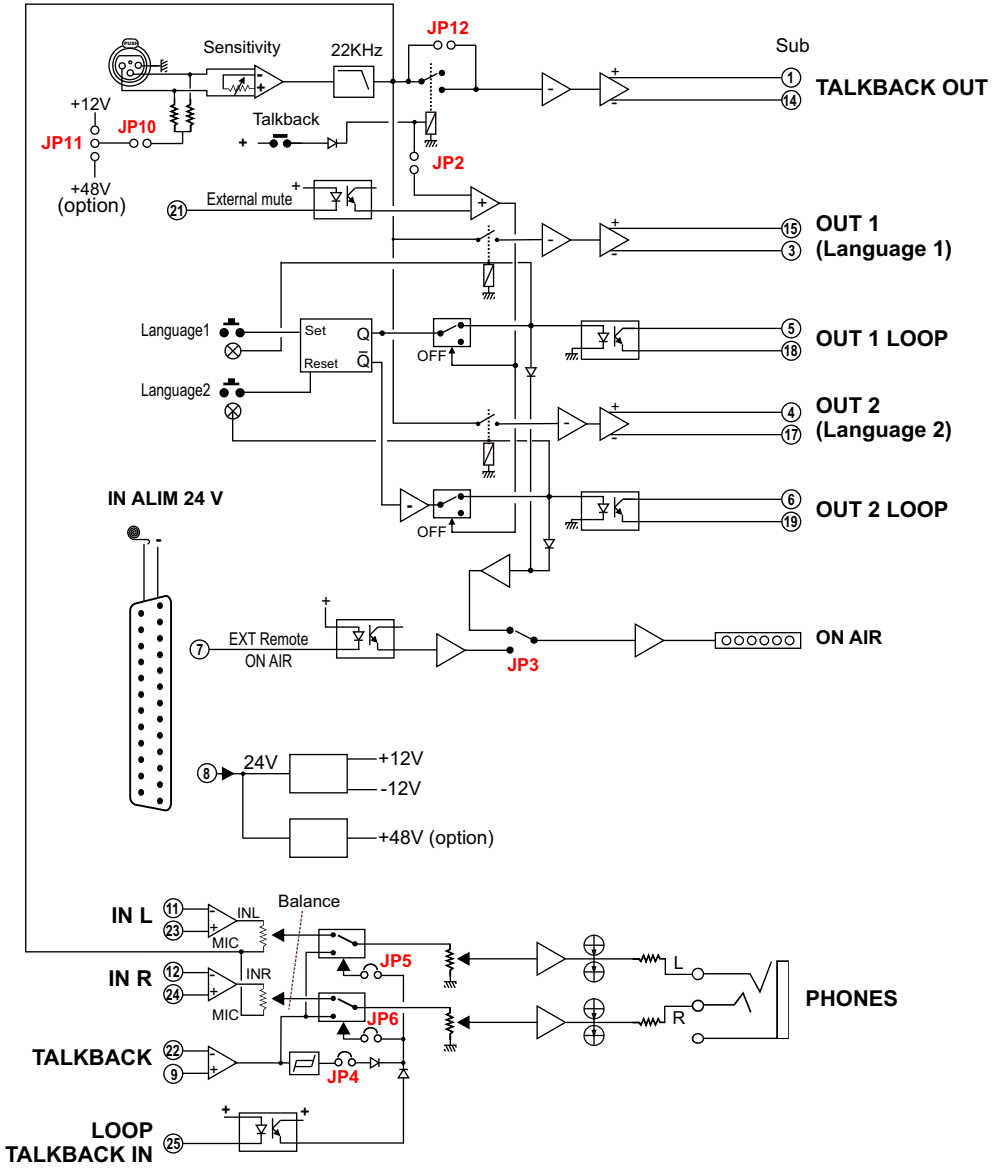 PUSH
Sensitivity
22KHz
JP12
Sub
1
TALKBACK OUT
14
+12V
JP11
JP10
Talkback
+
JP2
+48V
(option)
21
External mute
+
+
15
OUT 1
(Language 1)
3
Language1
Set
Q
OFF
5
OUT 1 LOOP
18
Reset
Q̅
Language2
4
OUT 2
(Language 2)
17
IN ALIM 24 V
-
OFF
6
OUT 2 LOOP
19
7
EXT Remote
ON AIR
+
JP3
ON AIR
8
24V
+12V
-12V
+48V (option)
IN L
11
23
INL
MIC
Balance
JP5
IN R
12
24
INR
MIC
JP6
L
R
PHONES
TALKBACK
22
9
JP4
LOOP
TALKBACK IN
25
+
+